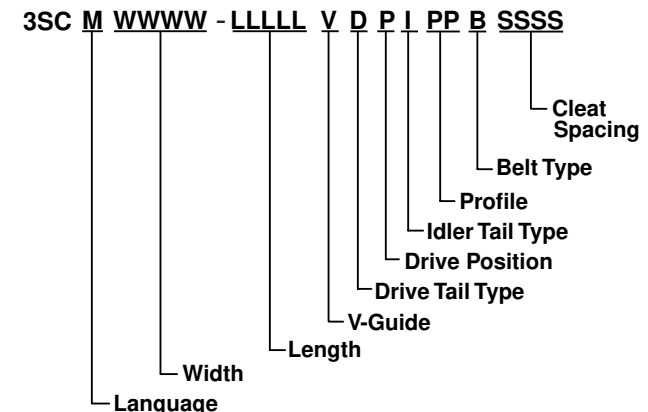 3SC M WWWW - LLLLL V D P I PP B SSSS
Cleat
Spacing
Belt Type
Profile
Idler Tail Type
Drive Position
Drive Tail Type
V-Guide
Length
Width
Language